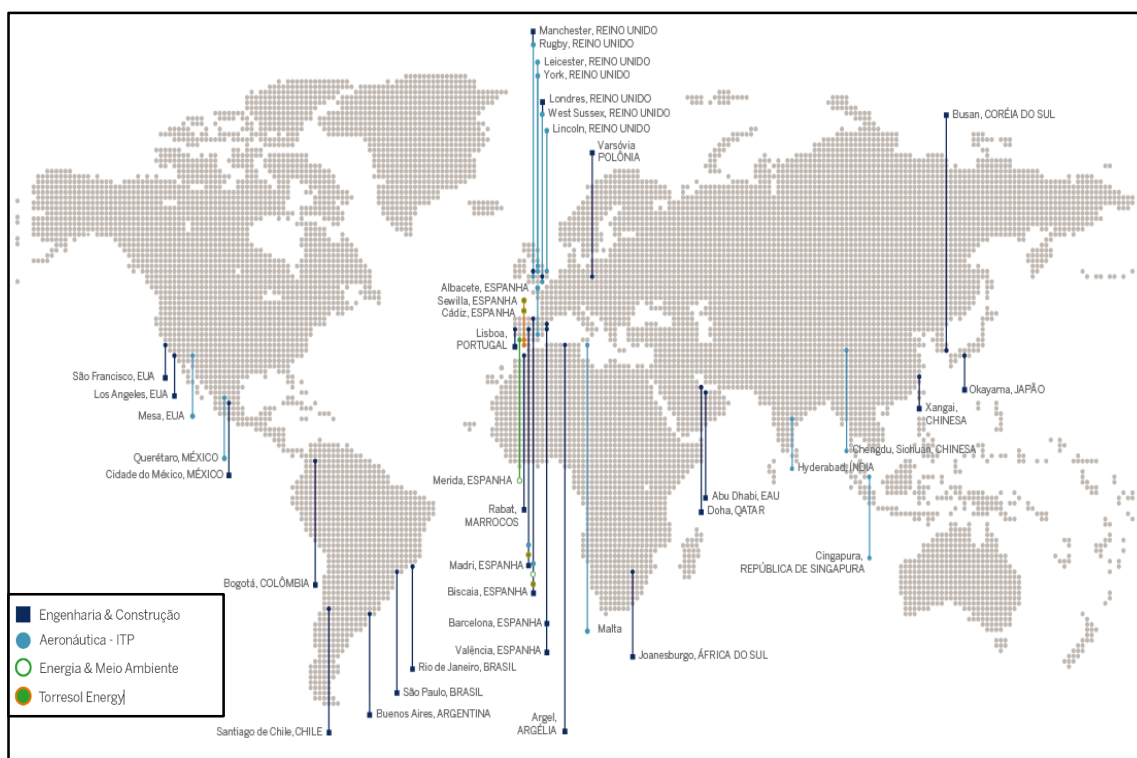 Manchester, REINO UNIDO
Rugby, REINO UNIDO
Leicester, REINO UNIDO
York, REINO UNIDO
Londres, REINO UNIDO
West Sussex, REINO UNIDO
Lincoln, REINO UNIDO
Busan, CORÉIA DO SUL
Varsóvia
POLÔNIA
Albacete, ESPANHA
Sewilla, ESPANHA
Cádiz, ESPANHA
Lisboa,
PORTUGAL
São Francisco, EUA
Los Angeles, EUA
Mesa, EUA
Okayama, JAPÃO
Xangai,
CHINESA
Querétaro, MÉXICO
Cidade do México, MÉXICO
Chengdu, Siohuan, CHINESA
Hyderabad, ÍNDIA
Merida, ESPANHA
Abu Dhabi, EAU
Doha, QATAR
Rabat,
MARROCOS
Cingapura,
REPÚBLICA DE SINGAPURA
Madri, ESPANHA
Bogotá, COLÔMBIA
Biscaia, ESPANHA
Barcelona, ESPANHA
Malta
Valência, ESPANHA
Joanesburgo, ÁFRICA DO SUL
Rio de Janeiro, BRASIL
São Paulo, BRASIL
Buenos Aires, ARGENTINA
Argel,
ARGÉLIA
Santiago de Chile, CHILE
Engenharia & Construção
Aeronáutica - ITP
Energia & Meio Ambiente
Torresol Energy